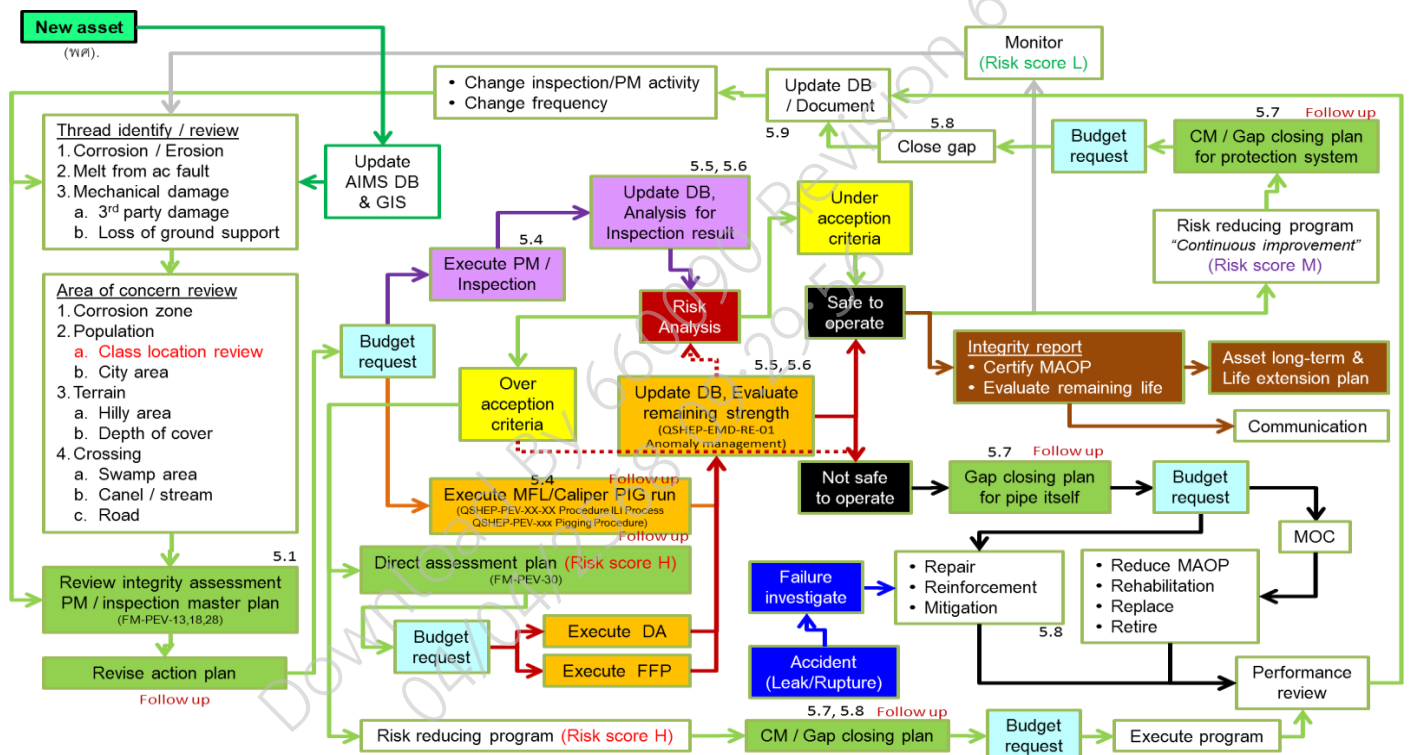 New asset
(พศ).
Monitor
(Risk score L)
• Change inspection/PM activity
• Change frequency
Update DB
/ Document
5.9
5.8
Close gap
Budget
request
5.7
Follow up
CM / Gap closing plan
for protection system
Thread identify / review
1. Corrosion / Erosion
2. Melt from ac fault
3. Mechanical damage
a. 3rd party damage
b. Loss of ground support
Update
AIMS DB
& GIS
5.5, 5.6
Update DB,
Analysis for
Inspection result
Under
acception
criteria
Risk reducing program
"Continuous improvement"
(Risk score M)
5.4
Execute PM /
Inspection
Area of concern review
1. Corrosion zone
2. Population
a. Class location review
b. City area
3. Terrain
a. Hilly area
b. Depth of cover
4. Crossing
a. Swamp area
b. Canel / stream
c. Road
Budget
request
Risk
Analysis
Safe to
operate
Integrity report
• Certify MAOP
• Evaluate remaining life
Asset long-term &
Life extension plan
Communication
Over
acception
criteria
5.5, 5.6
Update DB, Evaluate
remaining strength
(QSHEP-EMD-RE-01
Anomaly management)
Not safe
to operate
5.7
Follow up
Gap closing plan
for pipe itself
Budget
request
MOC
5.4
Follow up
Execute MFL/Caliper PIG run
(QSHEP-PEV-XX-XX Procedure ILI Process
QSHEP-PEV-xxx Pigging Procedure)
Follow up
Direct assessment plan (Risk score H)
(FM-PEV-30)
5.1
Review integrity assessment
PM / inspection master plan
(FM-PEV-13,18,28)
Revise action plan
Follow up
Budget
request
Execute DA
Execute FFP
Failure
investigate
Accident
(Leak/Rupture)
• Repair
• Reinforcement
• Mitigation
5.8
• Reduce MAOP
• Rehabilitation
• Replace
• Retire
Performance
review
Risk reducing program (Risk score H)
5.7, 5.8
Follow up
CM / Gap closing plan
Budget
request
Execute program
Download By 660090 Revision 6
04/04/2568 09:29:56